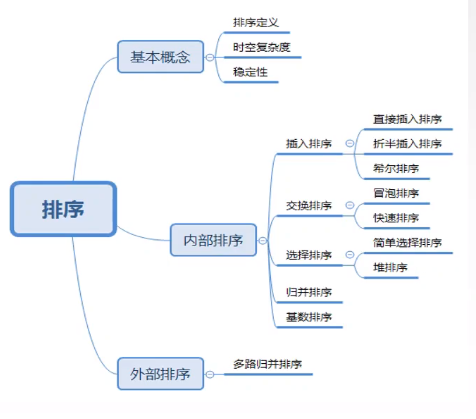 排序
基本概念
排序定义
时空复杂度
稳定性
内部排序
插入排序
直接插入排序
折半插入排序
希尔排序
交换排序
冒泡排序
快速排序
选择排序
简单选择排序
堆排序
归并排序
基数排序
外部排序
多路归并排序